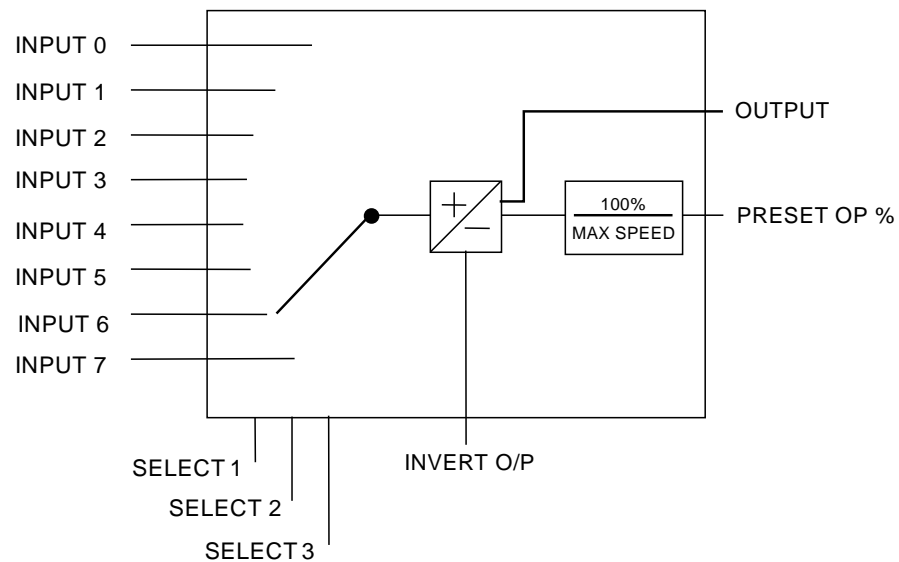 INPUT 0
INPUT 1
INPUT 2
INPUT 3
INPUT 4
INPUT 5
INPUT 6
INPUT 7
OUTPUT
+
—
100%
MAX SPEED
PRESET OP %
SELECT 1
SELECT 2
SELECT 3
INVERT O/P